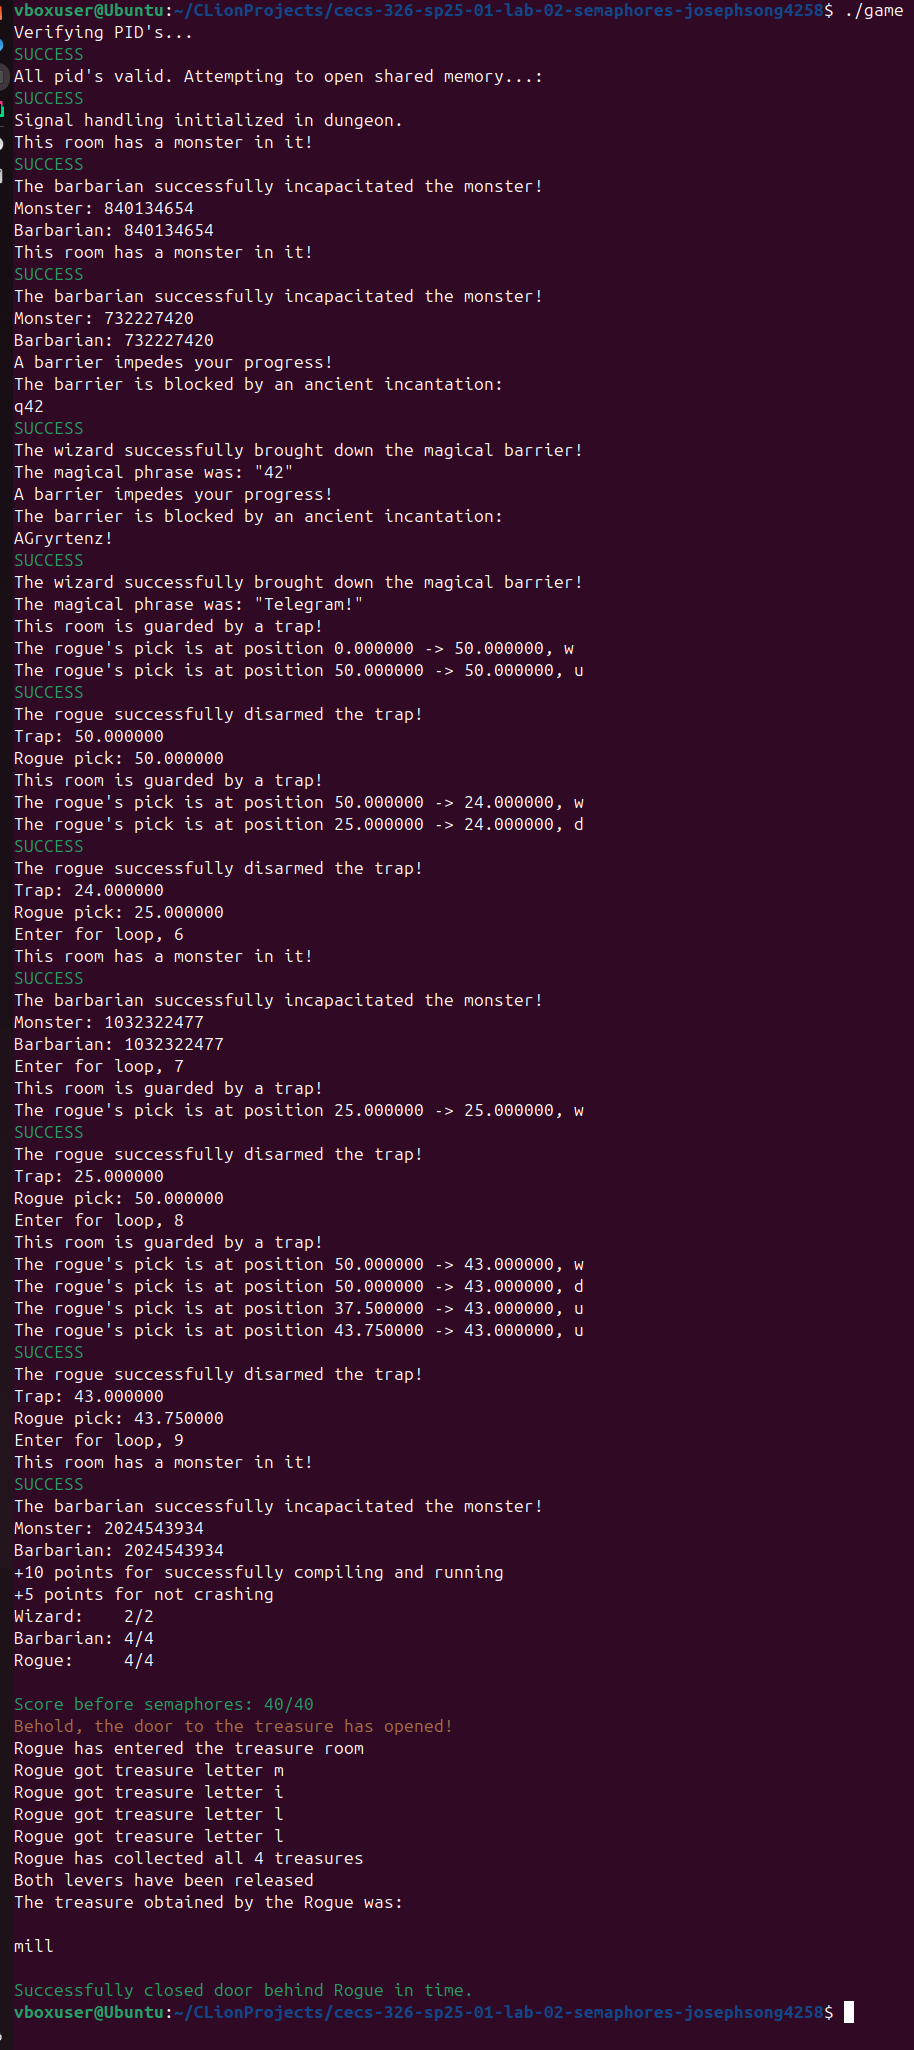 vboxuser@Ubuntu:~/CLionProjects/cecs-326-sp25-01-lab-02-semaphores-josephsong4258$ ./game
Verifying PID's...
SUCCESS
All pid's valid. Attempting to open shared memory...:
SUCCESS
Signal handling initialized in dungeon.
This room has a monster in it!
SUCCESS
The barbarian successfully incapacitated the monster!
Monster: 840134654
Barbarian: 840134654
This room has a monster in it!
SUCCESS
The barbarian successfully incapacitated the monster!
Monster: 732227420
Barbarian: 732227420
A barrier impedes your progress!
The barrier is blocked by an ancient incantation:
q42
SUCCESS
The wizard successfully brought down the magical barrier!
The magical phrase was: "42"
A barrier impedes your progress!
The barrier is blocked by an ancient incantation:
AGryrtenz!
SUCCESS
The wizard successfully brought down the magical barrier!
The magical phrase was: "Telegram!"
This room is guarded by a trap!
The rogue's pick is at position 0.000000 -> 50.000000, w
The rogue's pick is at position 50.000000 -> 50.000000, u
SUCCESS
The rogue successfully disarmed the trap!
Trap: 50.000000
Rogue pick: 50.000000
This room is guarded by a trap!
The rogue's pick is at position 50.000000 -> 24.000000, w
The rogue's pick is at position 25.000000 -> 24.000000, d
SUCCESS
The rogue successfully disarmed the trap!
Trap: 24.000000
Rogue pick: 25.000000
Enter for loop, 6
This room has a monster in it!
SUCCESS
The barbarian successfully incapacitated the monster!
Monster: 1032322477
Barbarian: 1032322477
Enter for loop, 7
This room is guarded by a trap!
The rogue's pick is at position 25.000000 -> 25.000000, w
SUCCESS
The rogue successfully disarmed the trap!
Trap: 25.000000
Rogue pick: 50.000000
Enter for loop, 8
This room is guarded by a trap!
The rogue's pick is at position 50.000000 -> 43.000000, w
The rogue's pick is at position 50.000000 -> 43.000000, d
The rogue's pick is at position 37.500000 -> 43.000000, u
The rogue's pick is at position 43.750000 -> 43.000000, u
SUCCESS
The rogue successfully disarmed the trap!
Trap: 43.000000
Rogue pick: 43.750000
Enter for loop, 9
This room has a monster in it!
SUCCESS
The barbarian successfully incapacitated the monster!
Monster: 2024543934
Barbarian: 2024543934
+10 points for successfully compiling and running
+5 points for not crashing
Wizard:    2/2
Barbarian: 4/4
Rogue:     4/4

Score before semaphores: 40/40
Behold, the door to the treasure has opened!
Rogue has entered the treasure room
Rogue got treasure letter m
Rogue got treasure letter i
Rogue got treasure letter l
Rogue got treasure letter l
Rogue has collected all 4 treasures
Both levers have been released
The treasure obtained by the Rogue was:

mill

Successfully closed door behind Rogue in time.
vboxuser@Ubuntu:~/CLionProjects/cecs-326-sp25-01-lab-02-semaphores-josephsong4258$